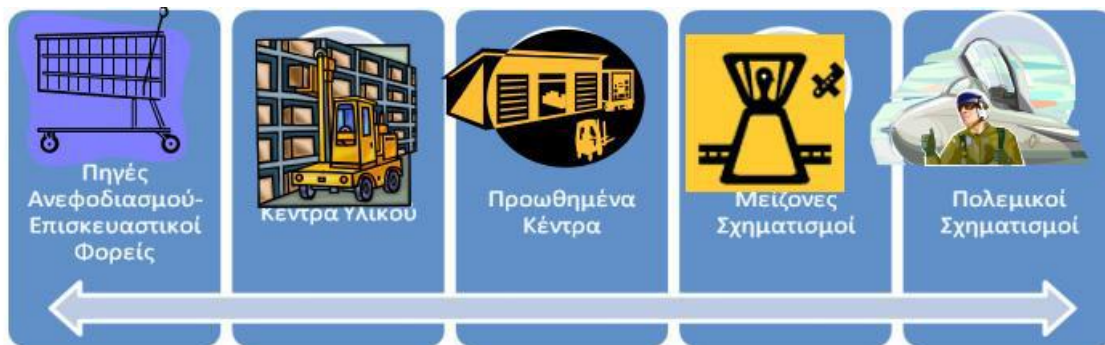 Πηγές
Ανεφοδιασμού-
Επισκευαστικοί
Φορείς
Κέντρα Υλικού
Προωθημένα
Κέντρα
Μείζονες
Σχηματισμοί
Πολεμικοί
Σχηματισμοί